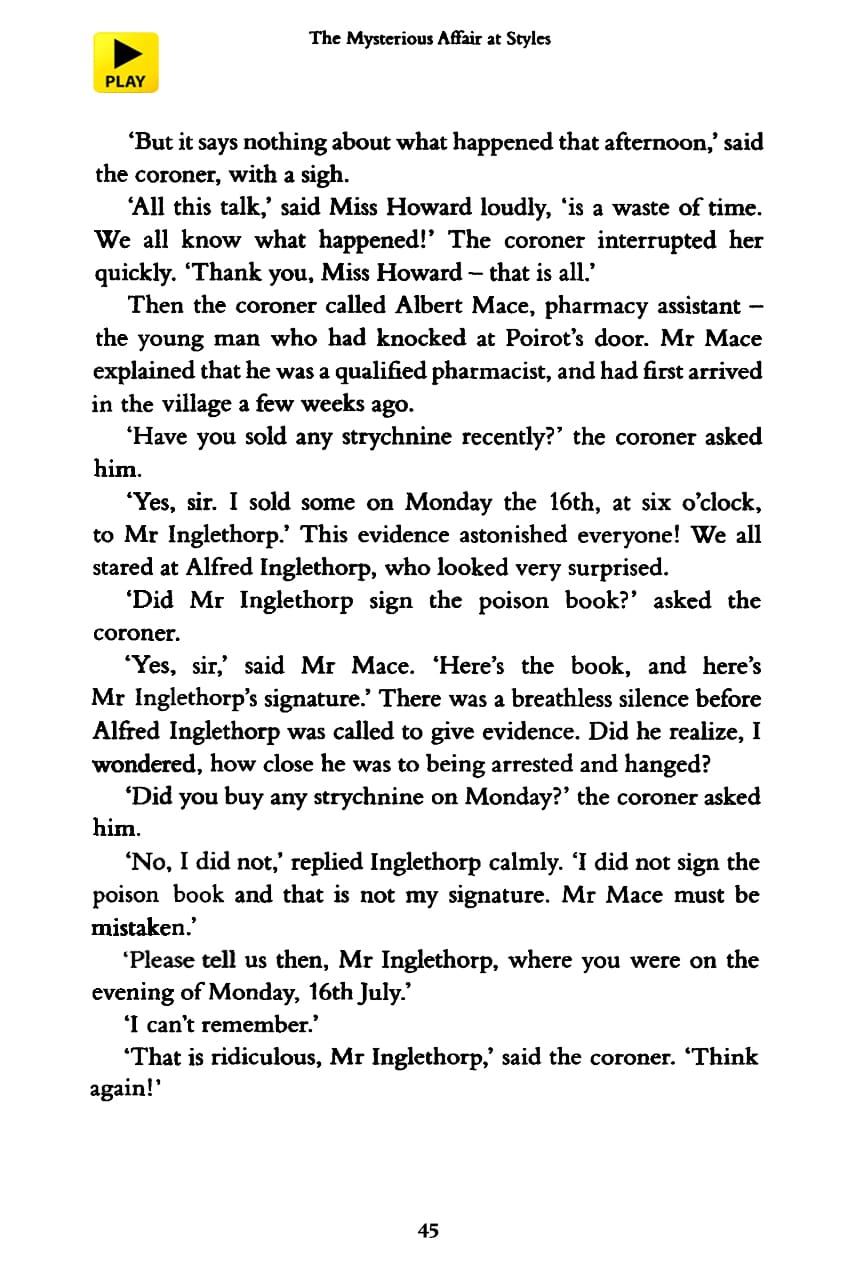 The Mysterious Affair at Styles
PLAY
‘But it says nothing about what happened that afternoon,’ said
the coroner, with a sigh.
‘All this talk,’ said Miss Howard loudly, ‘is a waste of time.
We all know what happened!’ The coroner interrupted her
quickly. ‘Thank you, Miss Howard – that is all.’
Then the coroner called Albert Mace, pharmacy assistant –
the young man who had knocked at Poirot’s door. Mr Mace
explained that he was a qualified pharmacist, and had first arrived
in the village a few weeks ago.
‘Have you sold any strychnine recently?’ the coroner asked
him.
‘Yes, sir. I sold some on Monday the 16th, at six o’clock,
to Mr Inglethorp.’ This evidence astonished everyone! We all
stared at Alfred Inglethorp, who looked very surprised.
‘Did Mr Inglethorp sign the poison book?’ asked the
coroner.
‘Yes, sir,’ said Mr Mace. ‘Here’s the book, and here’s
Mr Inglethorp’s signature.’ There was a breathless silence before
Alfred Inglethorp was called to give evidence. Did he realize, I
wondered, how close he was to being arrested and hanged?
‘Did you buy any strychnine on Monday?’ the coroner asked
him.
‘No, I did not,’ replied Inglethorp calmly. ‘I did not sign the
poison book and that is not my signature. Mr Mace must be
mistaken.’
‘Please tell us then, Mr Inglethorp, where you were on the
evening of Monday, 16th July.’
‘I can’t remember.’
‘That is ridiculous, Mr Inglethorp,’ said the coroner. ‘Think
again!’
45